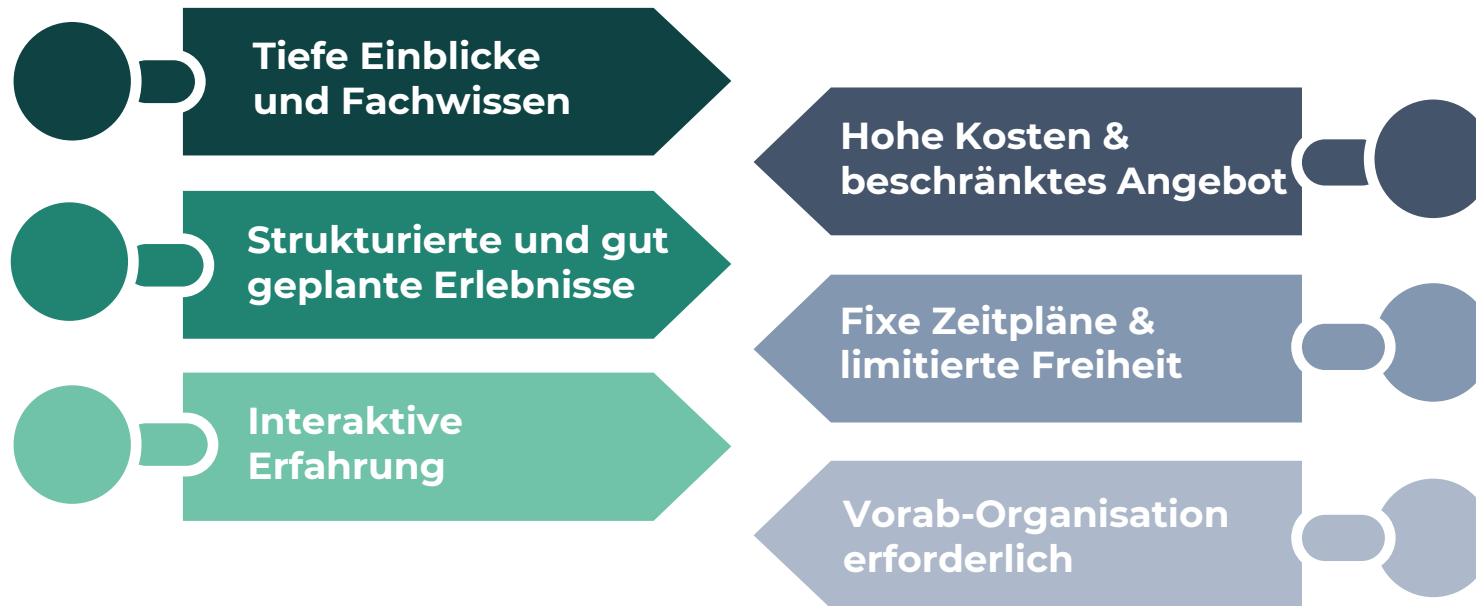 Tiefe Einblicke
und Fachwissen
Strukturierte und gut
geplante Erlebnisse
Interaktive
Erfahrung
Hohe Kosten &
beschränktes Angebot
Fixe Zeitpläne &
limitierte Freiheit
Vorab-Organisation
erforderlich